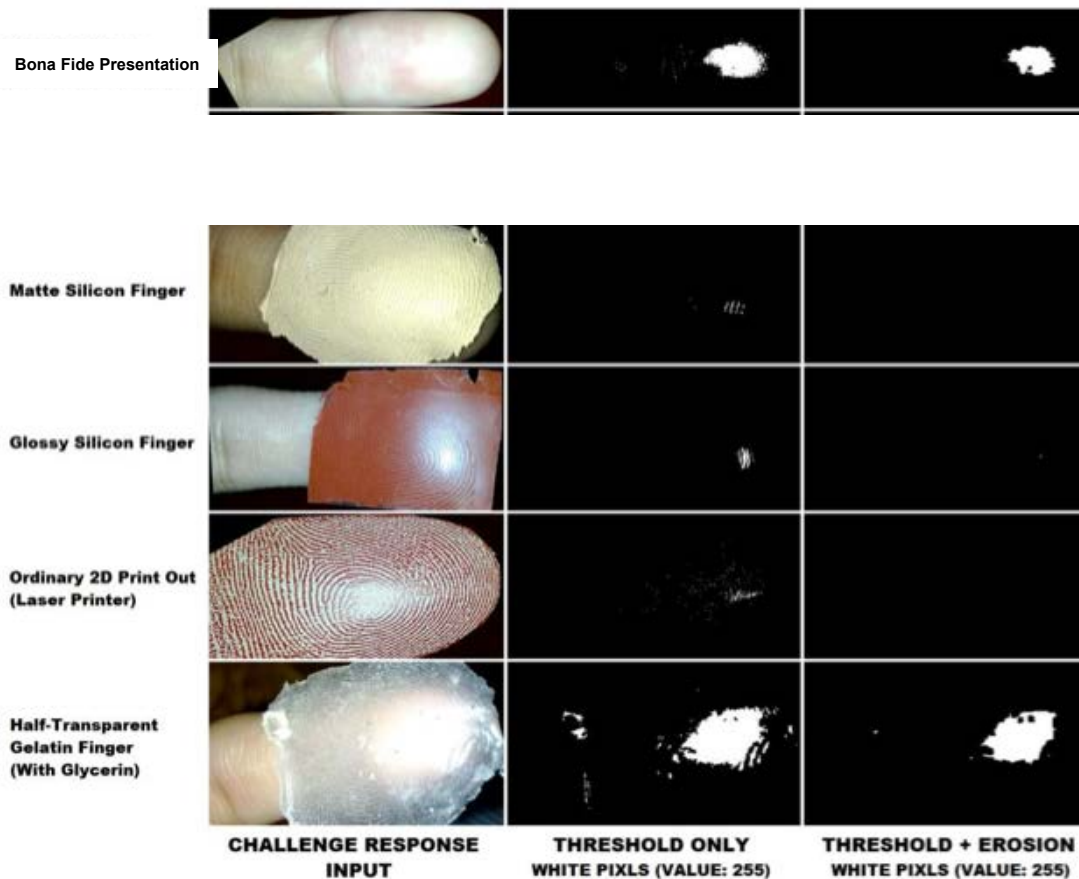 Bona Fide Presentation
Matte Silicon Finger
Glossy Silicon Finger
Ordinary 2D Print Out
(Laser Printer)
Half-Transparent
Gelatin Finger
(With Glycerin)
CHALLENGE RESPONSE
INPUT
THRESHOLD ONLY
WHITE PIXLS (VALUE: 255)
THRESHOLD + EROSION
WHITE PIXLS (VALUE: 255)